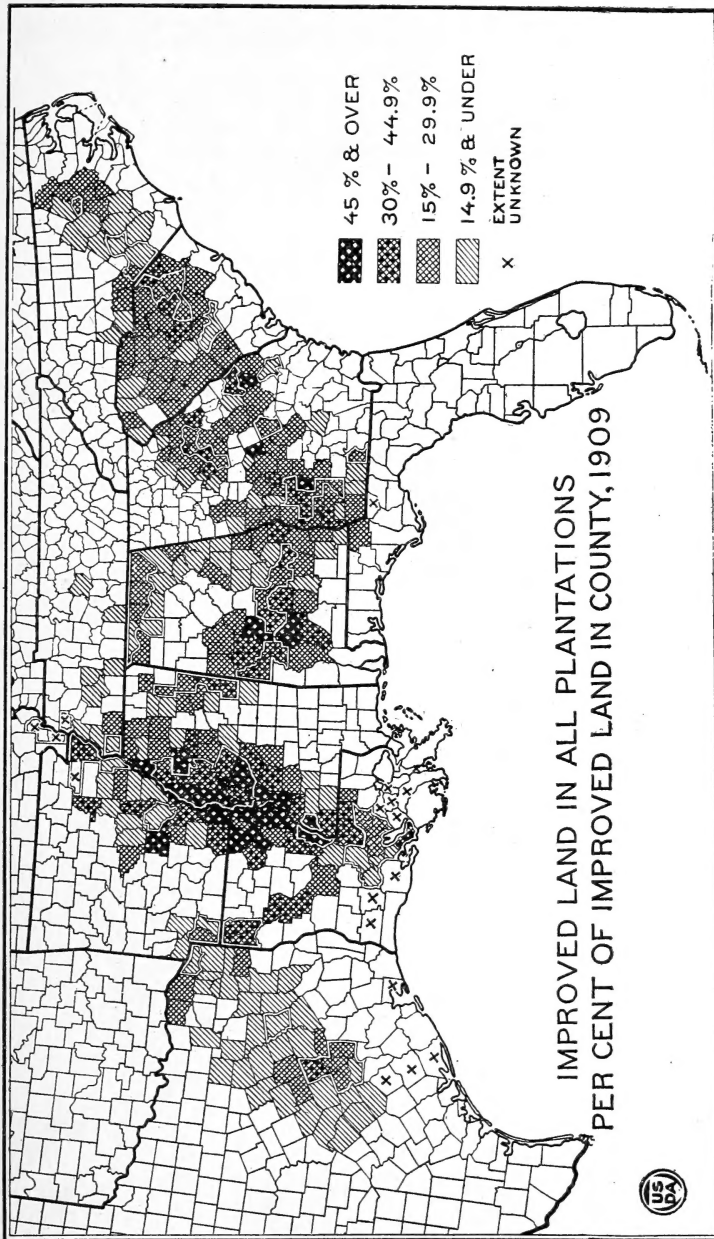 45 % & OVER
30% - 44.9%
15% - 29.9%
14.9 % & UNDER
x EXTENT
UNKNOWN
IMPROVED LAND IN ALL PLANTATIONS
PER CENT OF IMPROVED LAND IN COUNTY, 1909
US
DA